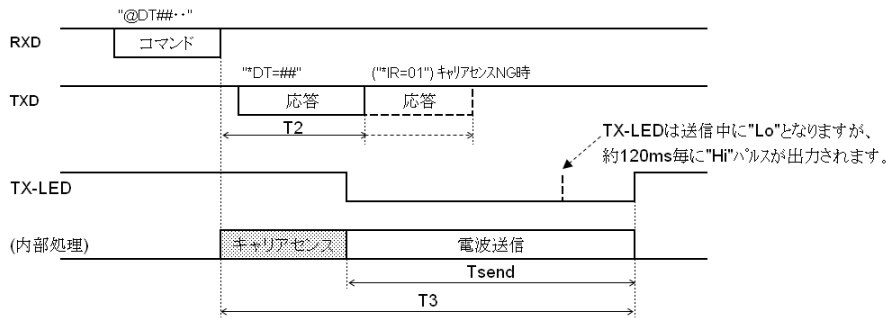 "@DT##・・"
RXD
コマンド
"*DT=##"
("*IR=01") ｷｬﾘｱｾﾝｽNG時
TXD
応答
応答
T2
TX-LEDは送信中に"Lo"となりますが、
約120ms毎に"Hi"ﾊﾟﾙｽが出力されます。
TX-LED
(内部処理)
キャリアセンス
電波送信
Tsend
T3